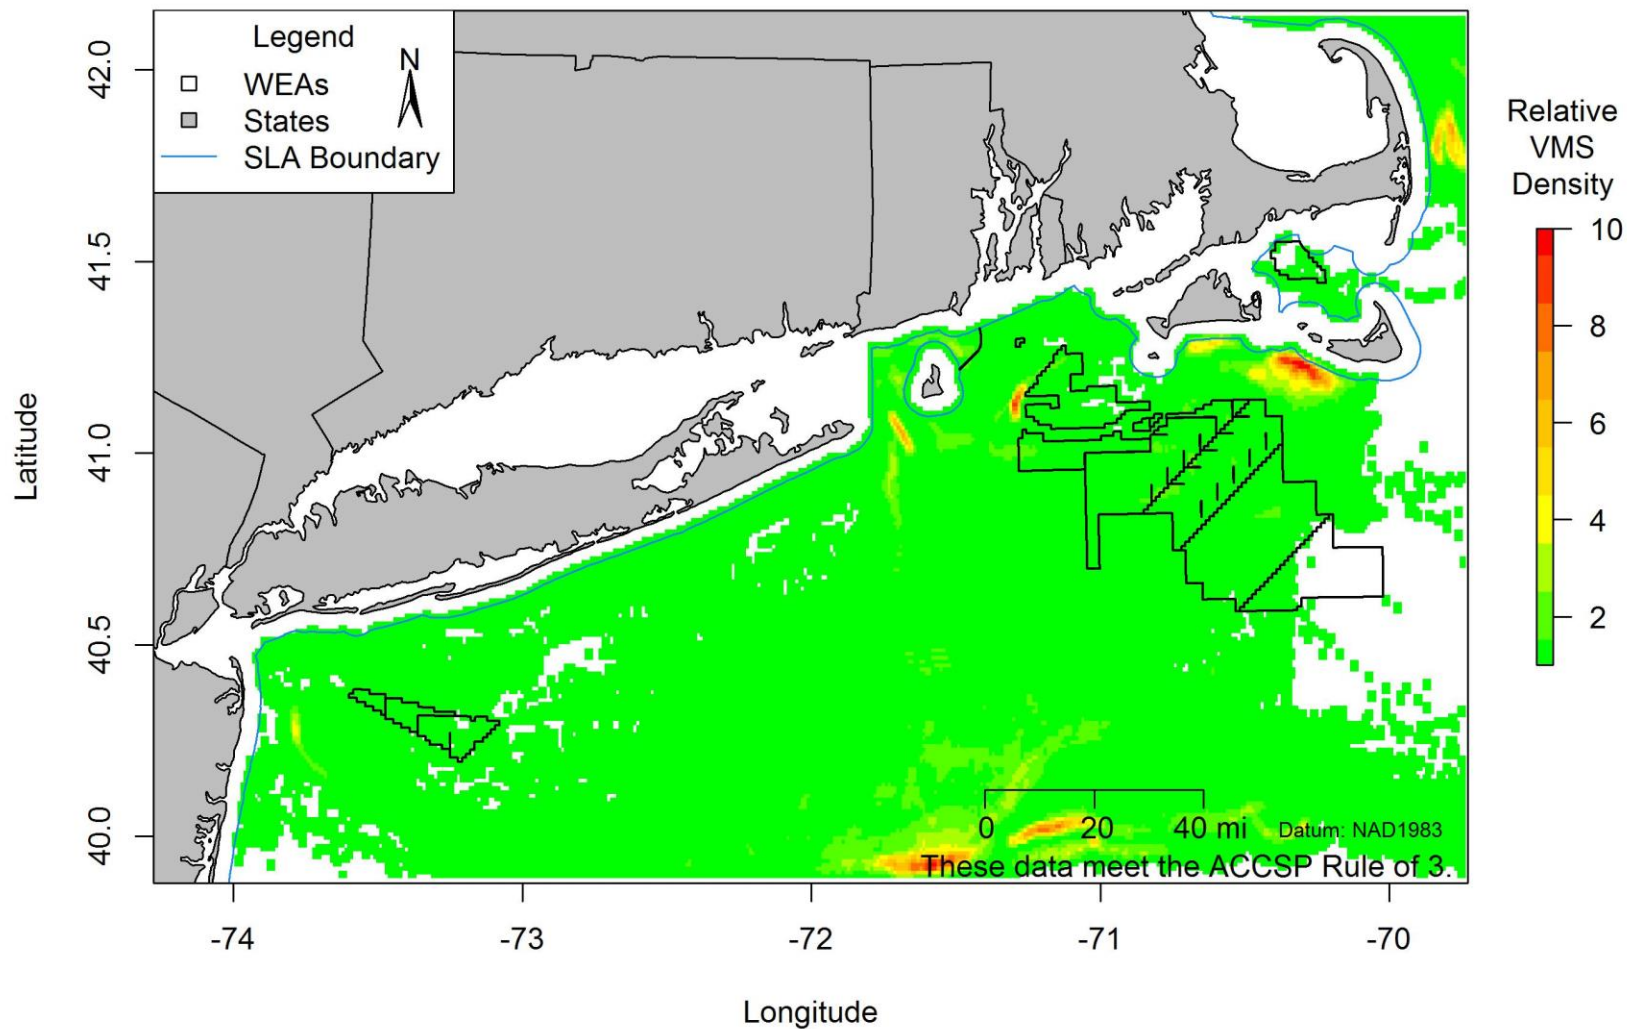 Legend
N
WEAs
States
SLA Boundary
Relative
VMS
Density
10
8
6
4
2
42.0
41.5
41.0
40.5
40.0
Latitude
0 20 40 mi Datum: NAD1983
These data meet the ACCSP Rule of 3.
-74 -73 -72 -71 -70
Longitude